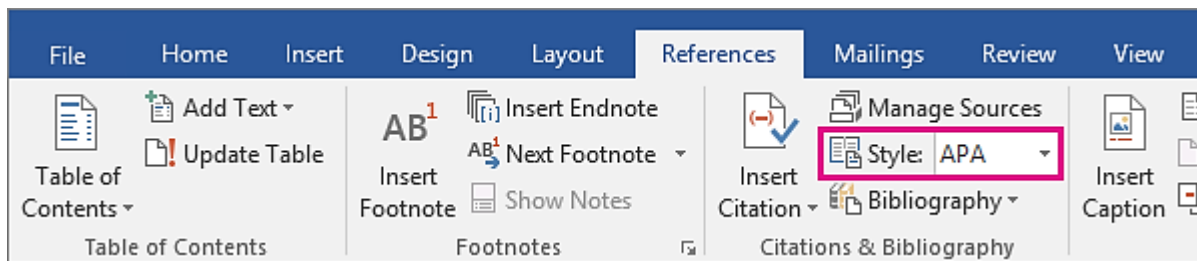 File Home Insert Design Layout References Mailings Review View
Add Text
Update Table
Table of
Contents
Table of Contents
AB1
Insert
Footnote
Insert Endnote
AB1 Next Footnote
Show Notes
Footnotes
Insert
Citation
Manage Sources
Style: APA
Bibliography
Citations & Bibliography
Insert
Caption